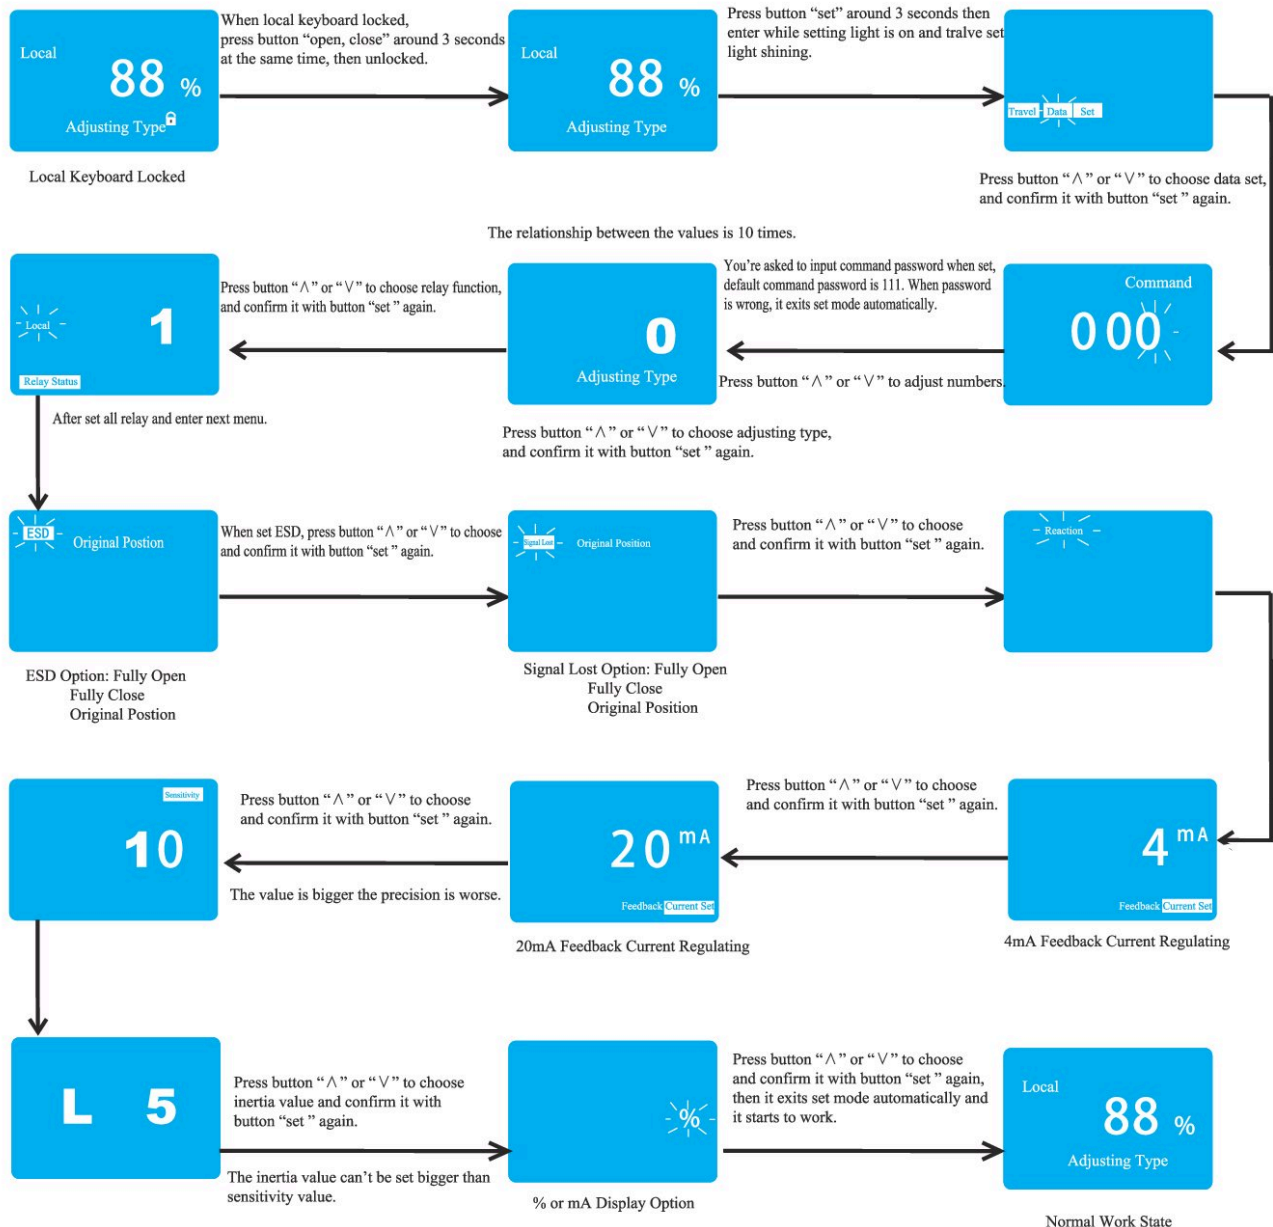 Local
88 %
Adjusting Type
Local Keyboard Locked
When local keyboard locked,
press button “open, close” around 3 seconds
at the same time, then unlocked.
Local
88 %
Adjusting Type
Press button “set” around 3 seconds then
enter while setting light is on and tralve set
light shining.
Travel Data Set
Press button “∧” or “∨” to choose data set,
and confirm it with button “set ” again.
Command
000
You’re asked to input command password when set,
default command password is 111. When password
is wrong, it exits set mode automatically.
Press button “∧” or “∨” to adjust numbers.
The relationship between the values is 10 times.
0
Adjusting Type
Press button “∧” or “∨” to choose adjusting type,
and confirm it with button “set ” again.
Press button “∧” or “∨” to choose relay function,
and confirm it with button “set ” again.
Local
1
Relay Status
After set all relay and enter next menu.
ESD Original Postion
ESD Option: Fully Open
Fully Close
Original Postion
When set ESD, press button “∧” or “∨” to choose
and confirm it with button “set ” again.
Signal Lost Original Position
Signal Lost Option: Fully Open
Fully Close
Original Position
Press button “∧” or “∨” to choose
and confirm it with button “set ” again.
Reaction
4 mA
Feedback Current Set
4mA Feedback Current Regulating
Press button “∧” or “∨” to choose
and confirm it with button “set ” again.
20 mA
Feedback Current Set
20mA Feedback Current Regulating
Press button “∧” or “∨” to choose
and confirm it with button “set ” again.
The value is bigger the precision is worse.
Sensitivity
10
L 5
Press button “∧” or “∨” to choose
inertia value and confirm it with
button “set ” again.
The inertia value can’t be set bigger than
sensitivity value.
%
% or mA Display Option
Press button “∧” or “∨” to choose
and confirm it with button “set ” again,
then it exits set mode automatically and
it starts to work.
Local
88 %
Adjusting Type
Normal Work State